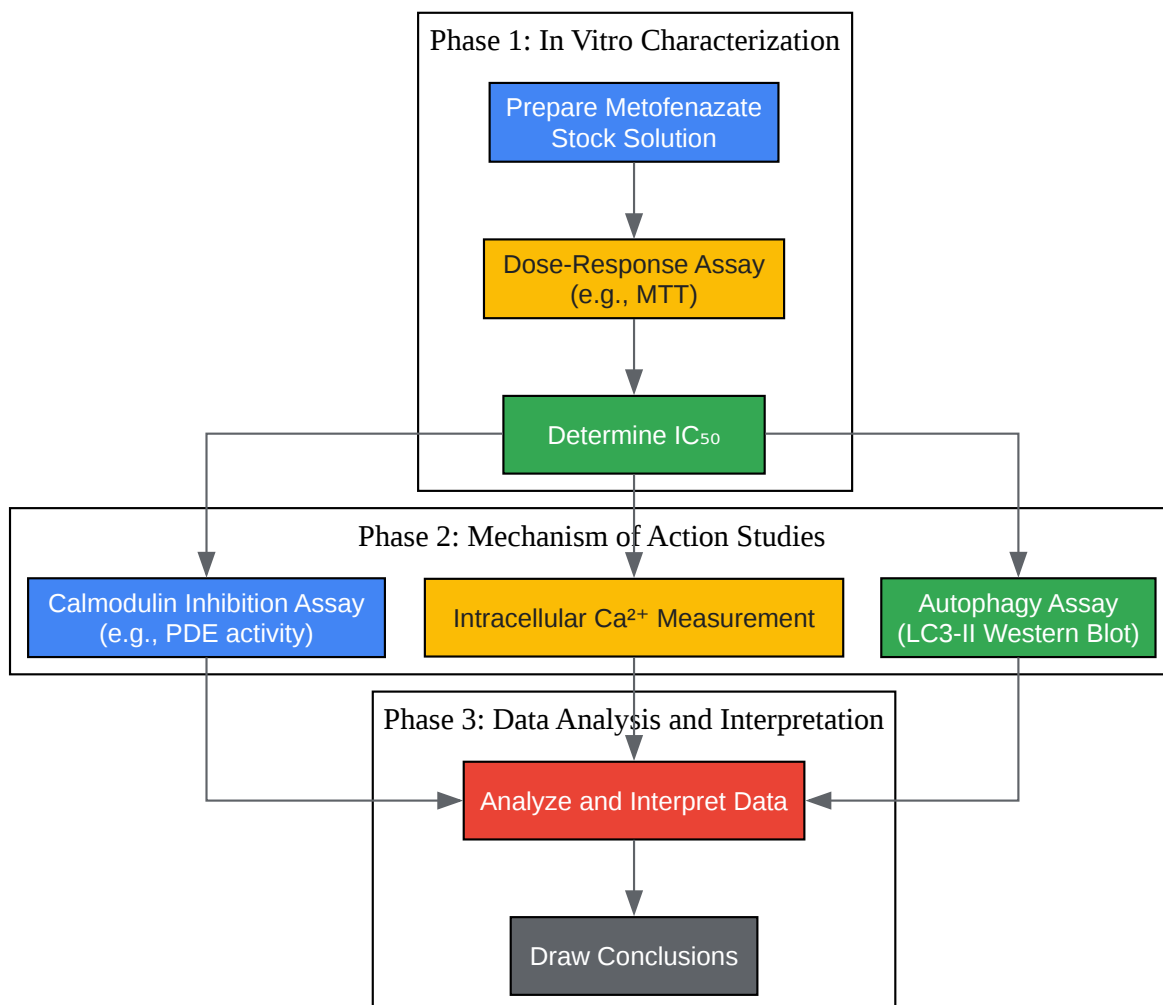 Phase 1: In Vitro Characterization
Prepare Metofenazate
Stock Solution
Dose-Response Assay
(e.g., MTT)
Determine IC₅₀
Phase 2: Mechanism of Action Studies
Calmodulin Inhibition Assay
(e.g., PDE activity)
Intracellular Ca²⁺ Measurement
Autophagy Assay
(LC3-II Western Blot)
Phase 3: Data Analysis and Interpretation
Analyze and Interpret Data
Draw Conclusions